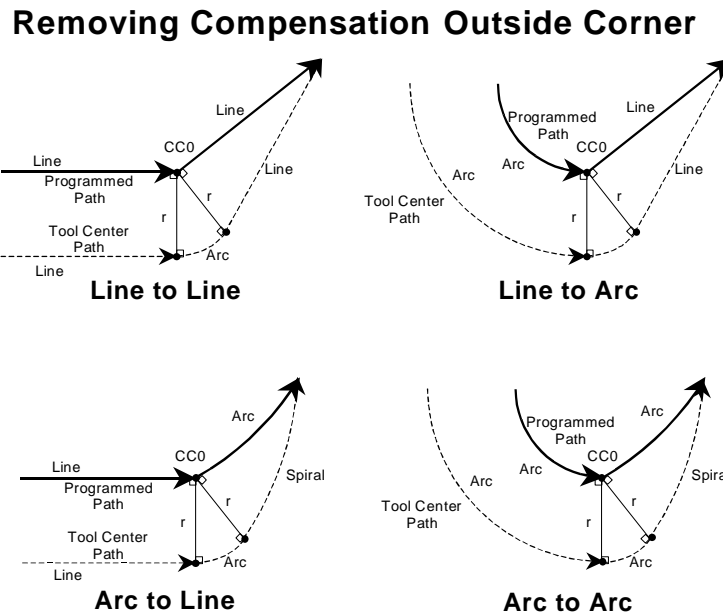 Removing Compensation Outside Corner
Line
CC0
Line
Programmed
Path
r
r
Line
Tool Center
Path
Arc
Line
Line to Line
Line
Programmed
Path
CC0
Arc
Arc
Tool Center
Path
r
r
Line
Arc
Line to Arc
Arc
CC0
Line
Programmed
Path
r
r
Spiral
Tool Center
Path
Arc
Line
Arc to Line
Arc
Programmed
Path
CC0
Arc
Arc
Tool Center
Path
r
r
Spira
Arc
Arc to Arc